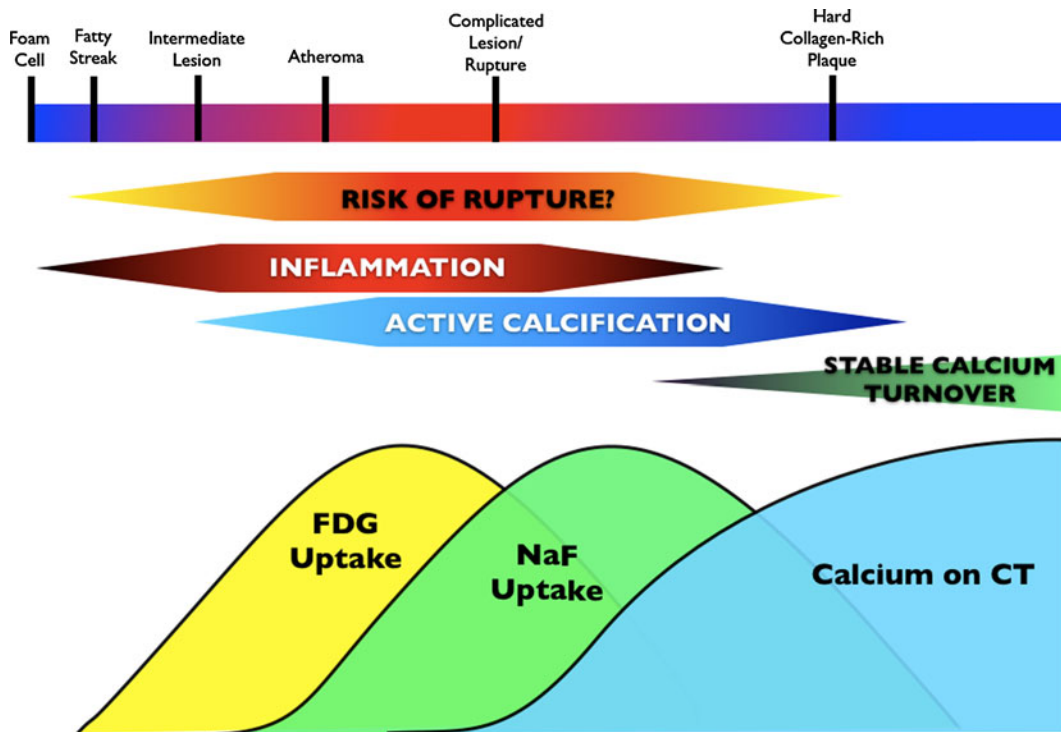 Foam
Cell
Fatty
Streak
Intermediate
Lesion
Atheroma
Complicated
Lesion/
Rupture
Hard
Collagen-Rich
Plaque
RISK OF RUPTURE?
INFLAMMATION
ACTIVE CALCIFICATION
STABLE CALCIUM
TURNOVER
FDG
Uptake
NaF
Uptake
Calcium on CT